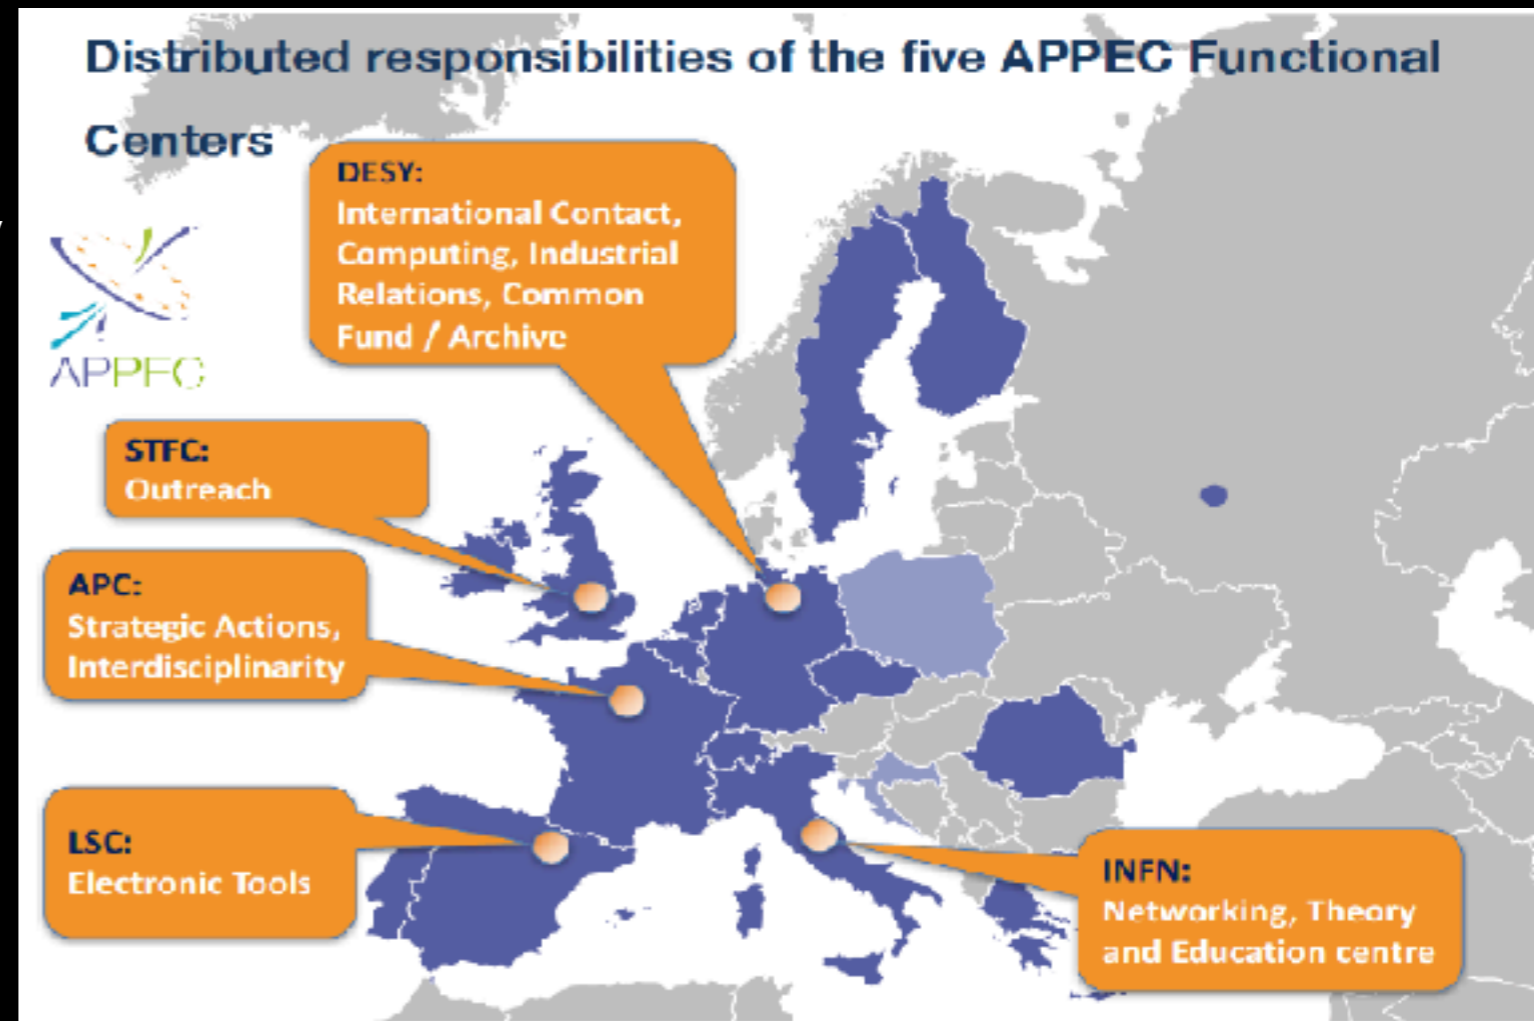 Distributed responsibilities of the five APPEC Functional
Centers
DESY:
International Contact,
Computing, Industrial
Relations, Common
Fund / Archive
APPEC
STFC:
Outreach
APC:
Strategic Actions,
Interdisciplinarity
LSC:
Electronic Tools
INFN:
Networking, Theory
and Education centre